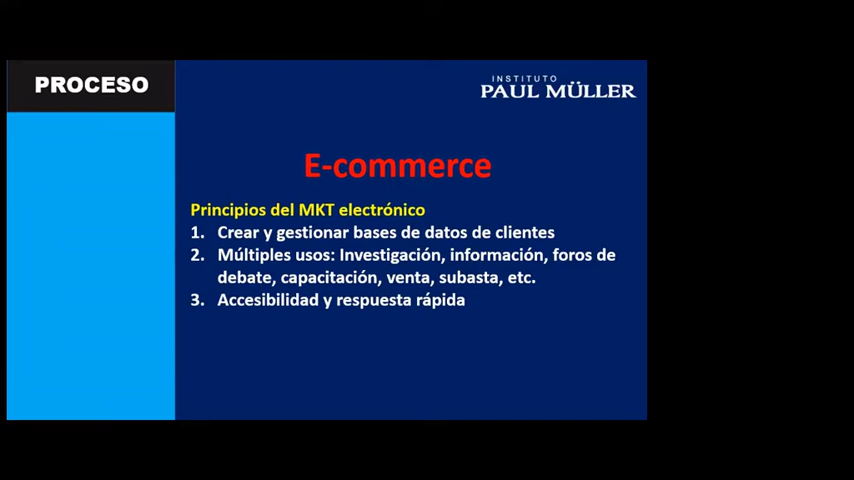 PROCESO
INSTITUTO
PAUL MÜLLER
E-commerce
Principios del MKT electrónico
1. Crear y gestionar bases de datos de clientes
2. Múltiples usos: Investigación, información, foros de
debate, capacitación, venta, subasta, etc.
3. Accesibilidad y respuesta rápida